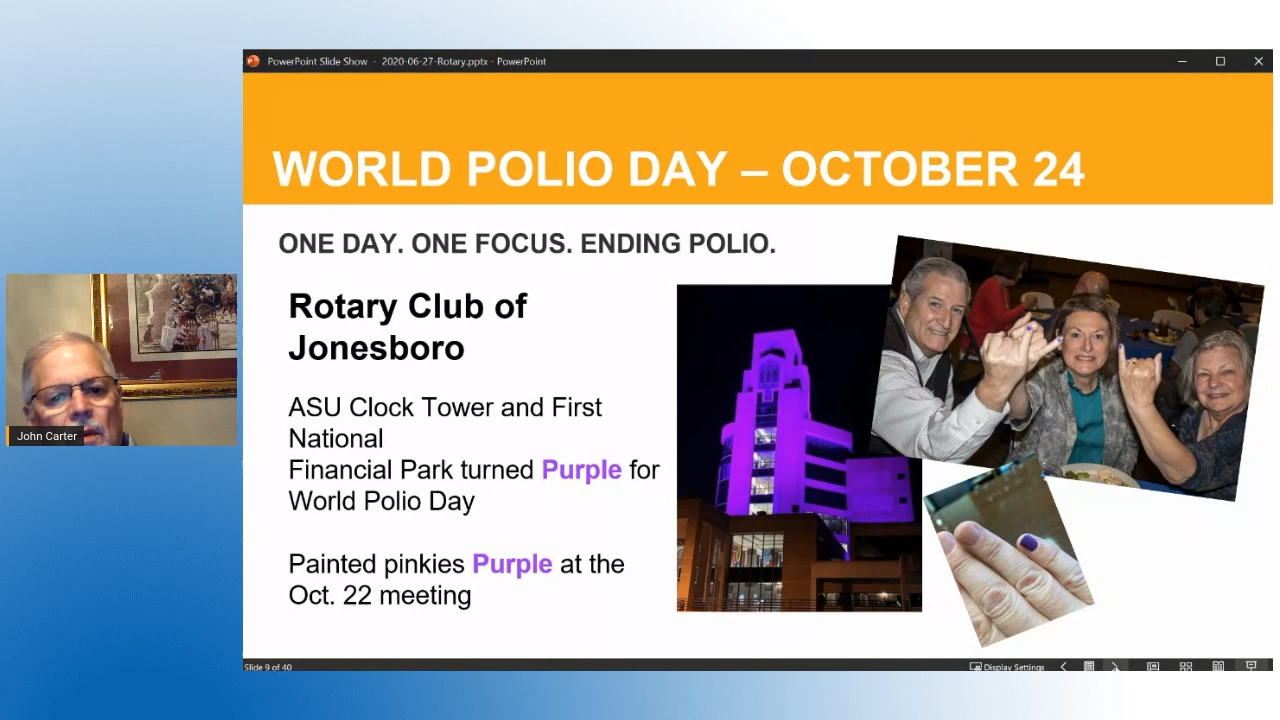 PowerPoint Slide Show - 2020-06-27-Rotary.pptx - PowerPoint
WORLD POLIO DAY – OCTOBER 24
ONE DAY. ONE FOCUS. ENDING POLIO.
Rotary Club of
Jonesboro
ASU Clock Tower and First
National
Financial Park turned Purple for
World Polio Day
Painted pinkies Purple at the
Oct. 22 meeting
John Carter
Slide 9 of 40
Display Settings